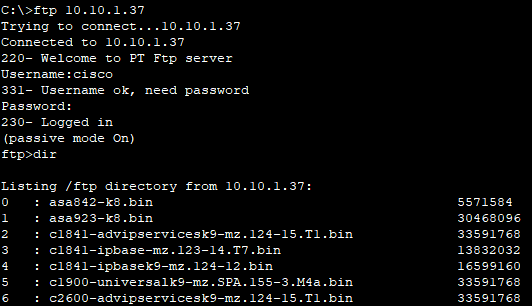 C:\>ftp 10.10.1.37
Trying to connect...10.10.1.37
Connected to 10.10.1.37
220- Welcome to PT Ftp server
Username:cisco
331- Username ok, need password
Password:
230- Logged in
(passive mode On)
ftp>dir
Listing /ftp directory from 10.10.1.37:
0 : asa842-k8.bin 5571584
1 : asa923-k8.bin 30468096
2 : c1841-advipservicesk9-mz.124-15.T1.bin 33591768
3 : c1841-ipbase-mz.123-14.T7.bin 13832032
4 : c1841-ipbasek9-mz.124-12.bin 16599160
5 : c1900-universalk9-mz.SPA.155-3.M4a.bin 33591768
6 : c2600-advipservicesk9-mz.124-15.T1.bin 33591768